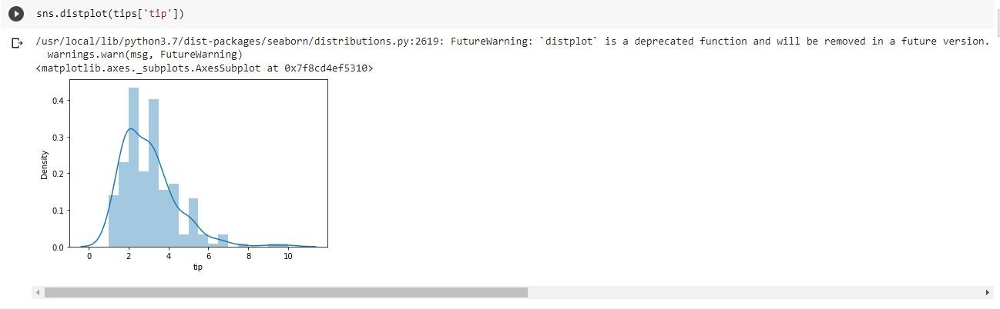 sns.distplot(tips['tip'])
/usr/local/lib/python3.7/dist-packages/seaborn/distributions.py:2619: FutureWarning: `distplot` is a deprecated function and will be removed in a future version.
warnings.warn(msg, FutureWarning)
<matplotlib.axes._subplots.AxesSubplot at 0x7f8cd4ef5310>
0.4
0.3
0.2
0.1
0.0
Density
0 2 4 6 8 10
tip